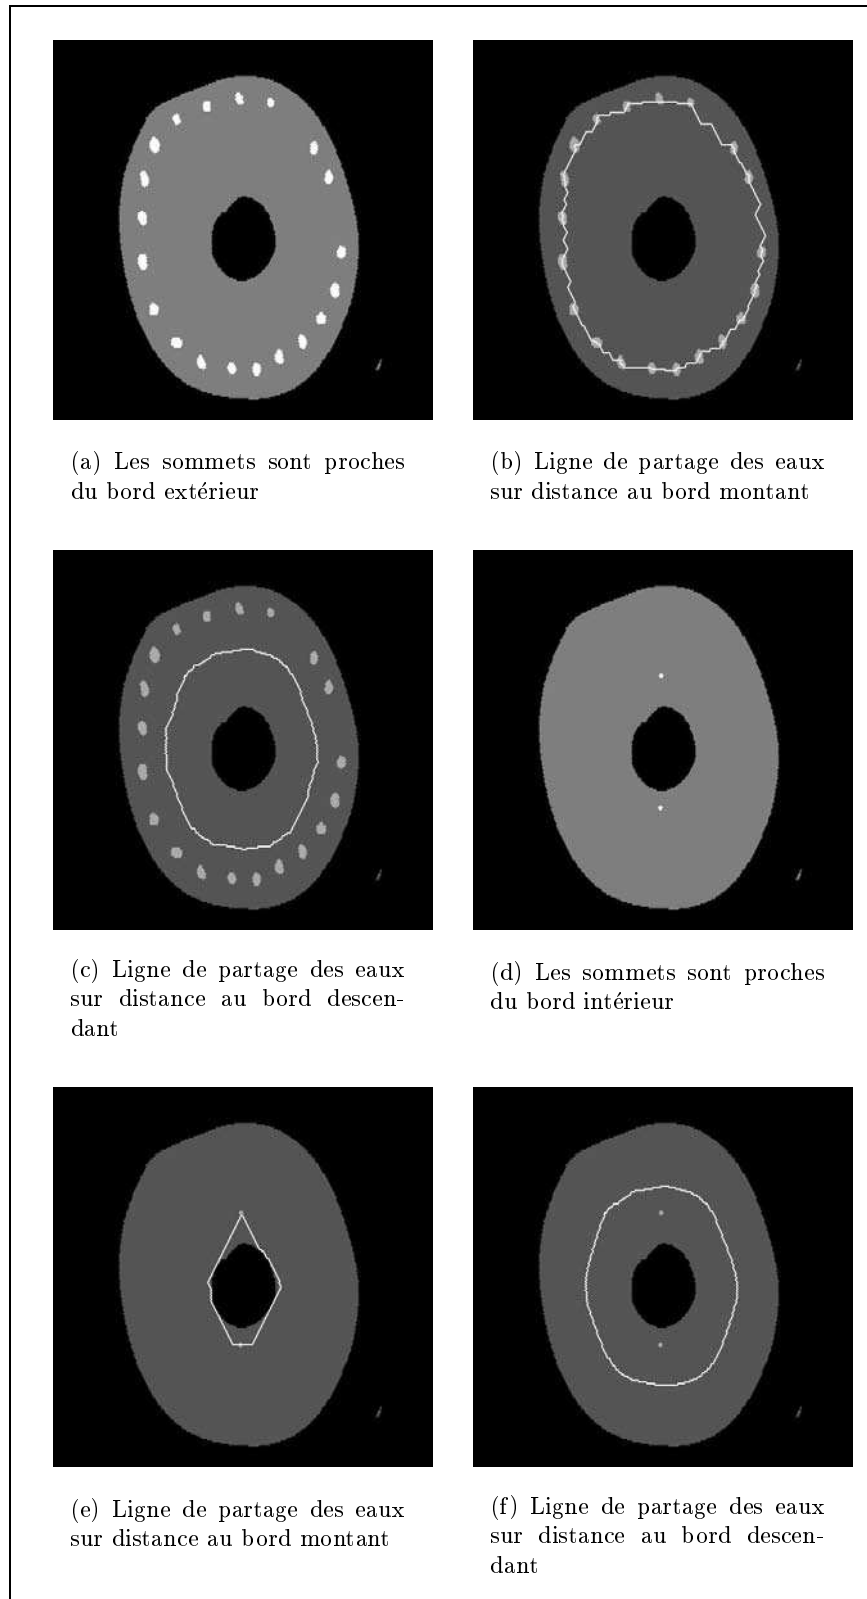 (a) Les sommets sont proches
du bord extérieur
(b) Ligne de partage des eaux
sur distance au bord montant
(c) Ligne de partage des eaux
sur distance au bord descen-
dant
(d) Les sommets sont proches
du bord intérieur
(e) Ligne de partage des eaux
sur distance au bord montant
(f) Ligne de partage des eaux
sur distance au bord descen-
dant